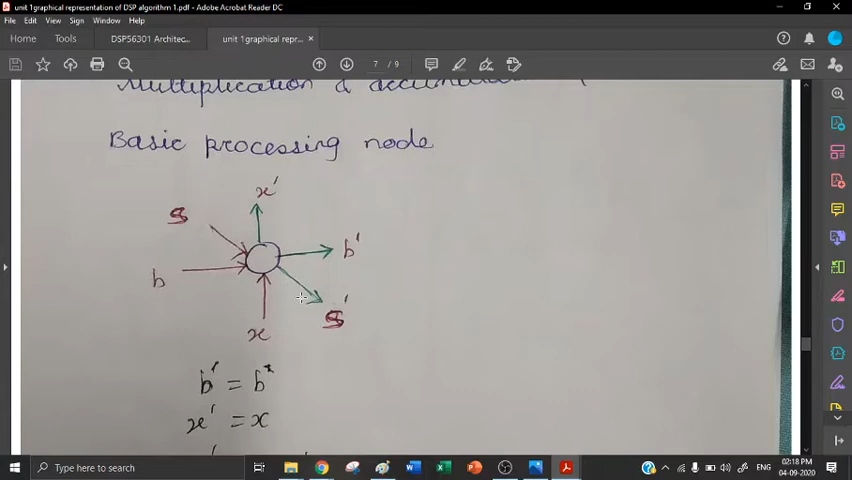 unit 1graphical representation of DSP algorithm 1.pdf - Adobe Acrobat Reader DC
File Edit View Sign Window Help
Home Tools DSP56301 Architec... unit 1graphical repr... ×
7 / 9
Multiplication &
Basic processing node
x'
s
b'
b
s'
x
b' = b*
x' = x
Type here to search
ENG
02:18 PM
04-09-2020